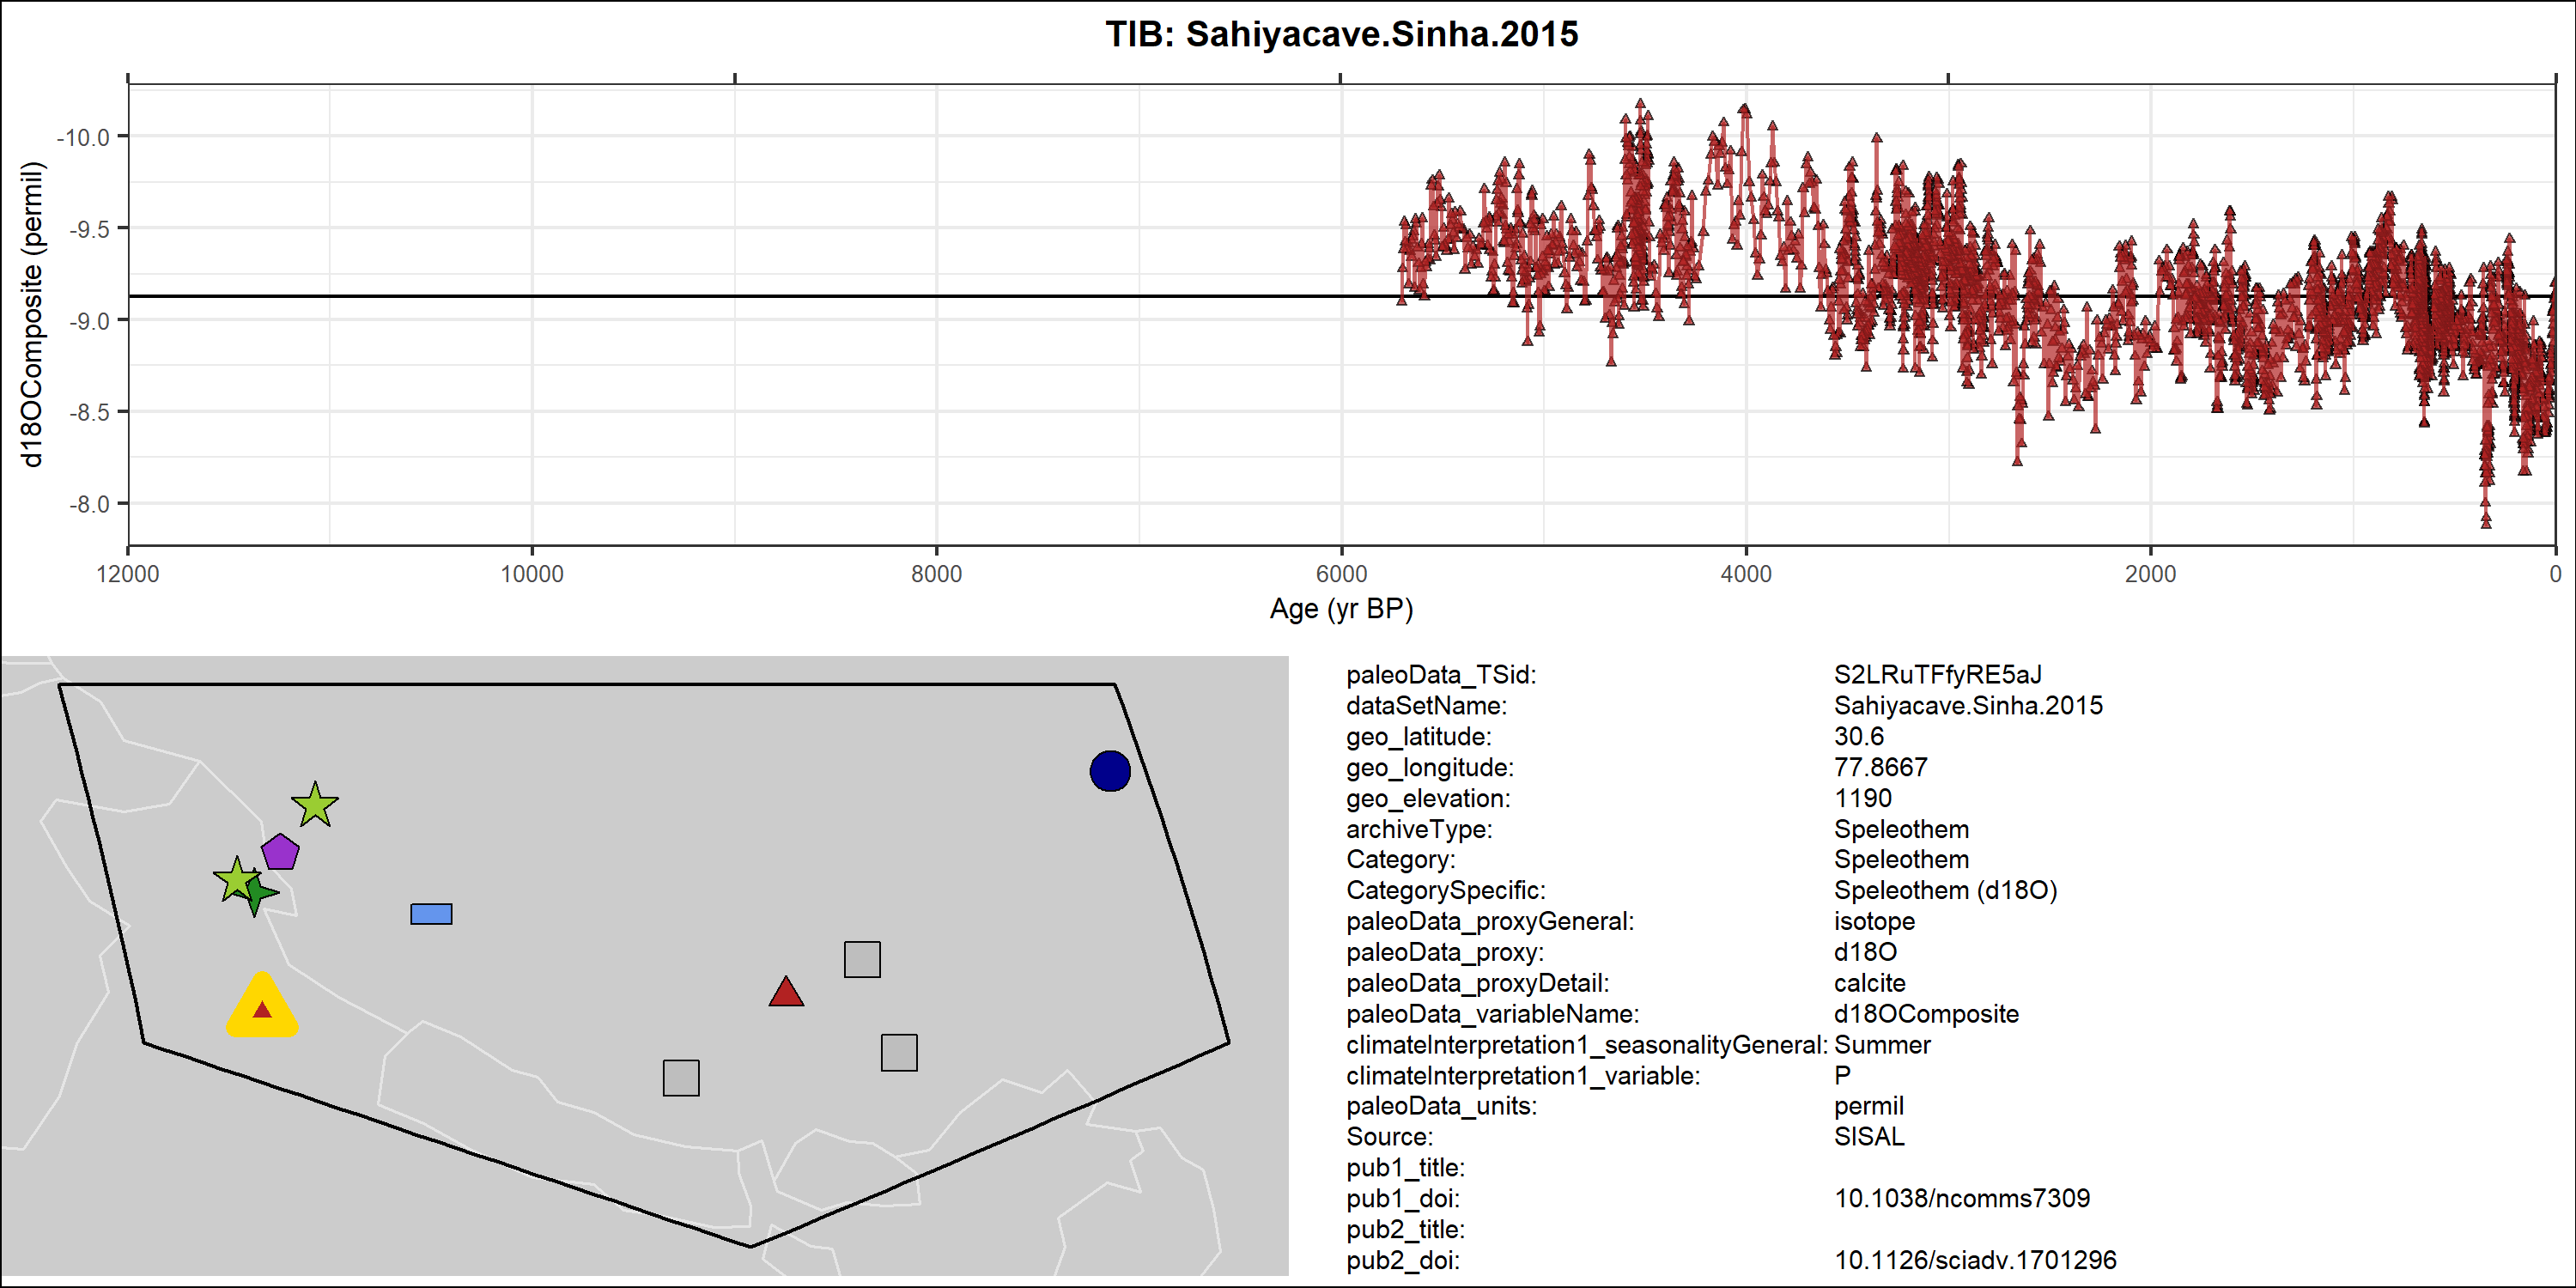 TIB: Sahiyacave.Sinha.2015
d18OComposite (permil)
-10.0
-9.5
-9.0
-8.5
-8.0
12000 10000 8000 6000 4000 2000 0
Age (yr BP)
paleoData_TSid: S2LRuTFfyRE5aJ
dataSetName: Sahiyacave.Sinha.2015
geo_latitude: 30.6
geo_longitude: 77.8667
geo_elevation: 1190
archiveType: Speleothem
Category: Speleothem
CategorySpecific: Speleothem (d18O)
paleoData_proxyGeneral: isotope
paleoData_proxy: d18O
paleoData_proxyDetail: calcite
paleoData_variableName: d18OComposite
climateInterpretation1_seasonalityGeneral: Summer
climateInterpretation1_variable: P
paleoData_units: permil
Source: SISAL
pub1_title:
pub1_doi: 10.1038/ncomms7309
pub2_title:
pub2_doi: 10.1126/sciadv.1701296